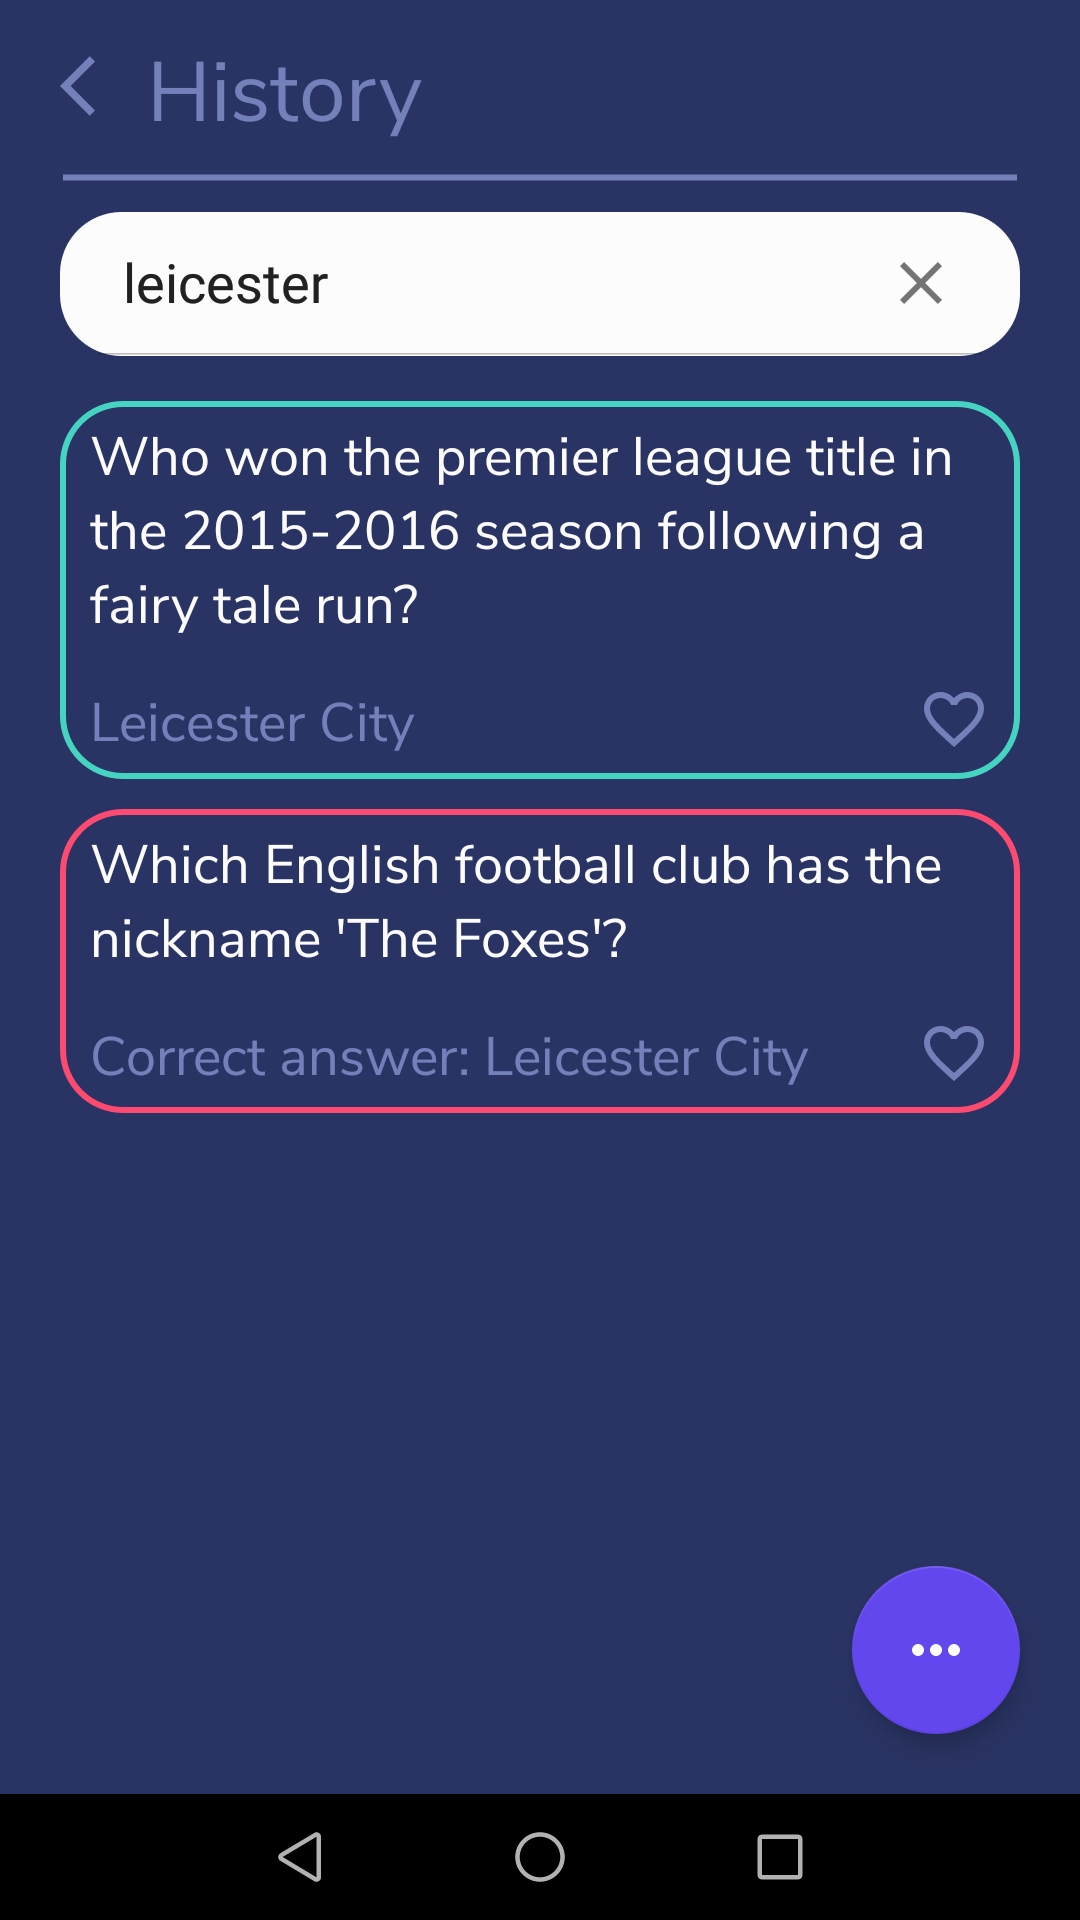 History
leicester
Who won the premier league title in
the 2015-2016 season following a
fairy tale run?
Leicester City
Which English football club has the
nickname 'The Foxes'?
Correct answer: Leicester City